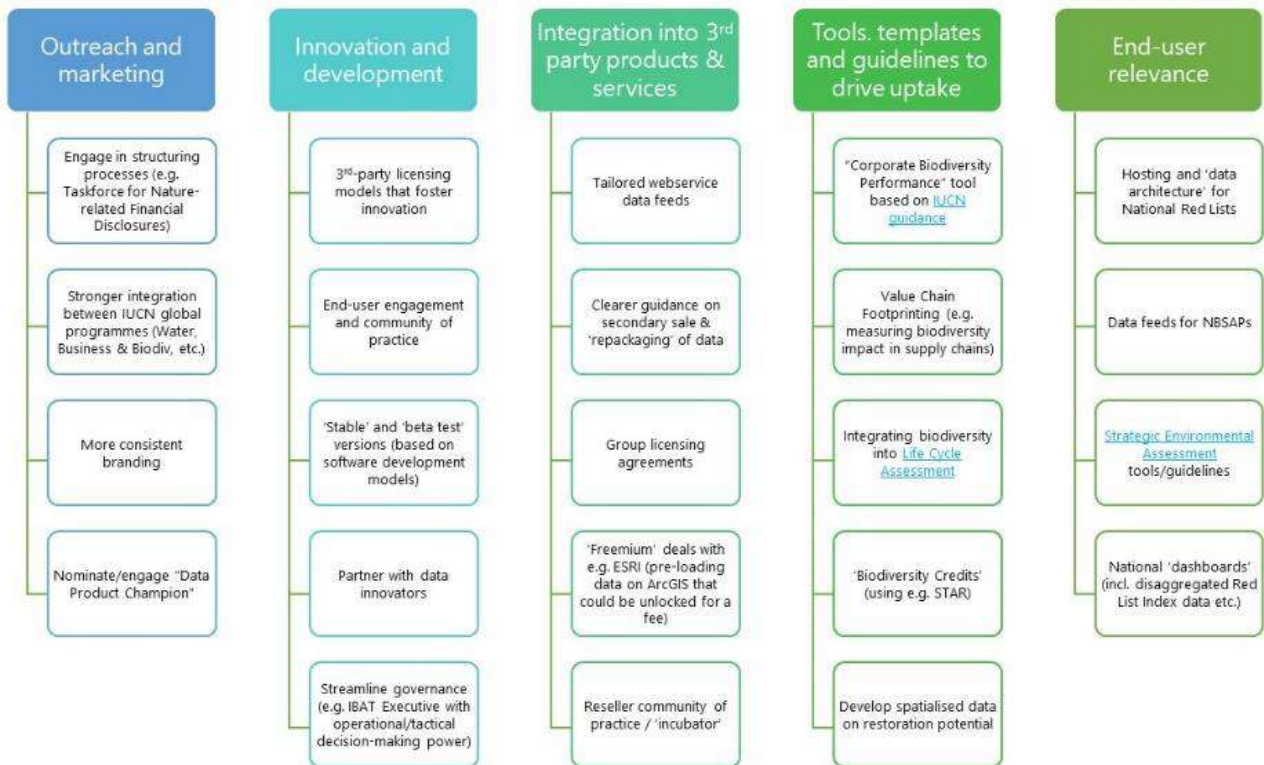 Outreach and
marketing
Engage in structuring
processes (e.g.
Taskforce for Nature-
related Financial
Disclosures)
Stronger integration
between IUCN global
programmes (Water,
Business & Biodiv, etc.)
More consistent
branding
Nominate/engage "Data
Product Champion"
Innovation and
development
3rd-party licensing
models that foster
innovation
End-user engagement
and community of
practice
'Stable' and 'beta test'
versions (based on
software development
models)
Partner with data
innovators
Streamline governance
(e.g. IBAT Executive with
operational/tactical
decision-making power)
Integration into 3rd
party products &
services
Tailored webservice
data feeds
Clearer guidance on
secondary sale &
'repackaging' of data
Group licensing
agreements
'Freemium' deals with
e.g. ESRI (pre-loading
data on ArcGIS that
could be unlocked for a
fee)
Reseller community of
practice / 'incubator'
Tools. templates
and guidelines to
drive uptake
"Corporate Biodiversity
Performance" tool
based on IUCN
guidance
Value Chain
Footprinting (e.g.
measuring biodiversity
impact in supply chains)
Integrating biodiversity
into Life Cycle
Assessment
'Biodiversity Credits'
(using e.g. STAR)
Develop spatialised data
on restoration potential
End-user
relevance
Hosting and 'data
architecture' for
National Red Lists
Data feeds for NBSAPs
Strategic Environmental
Assessment
tools/guidelines
National 'dashboards'
(incl. disaggregated Red
List Index data etc.)